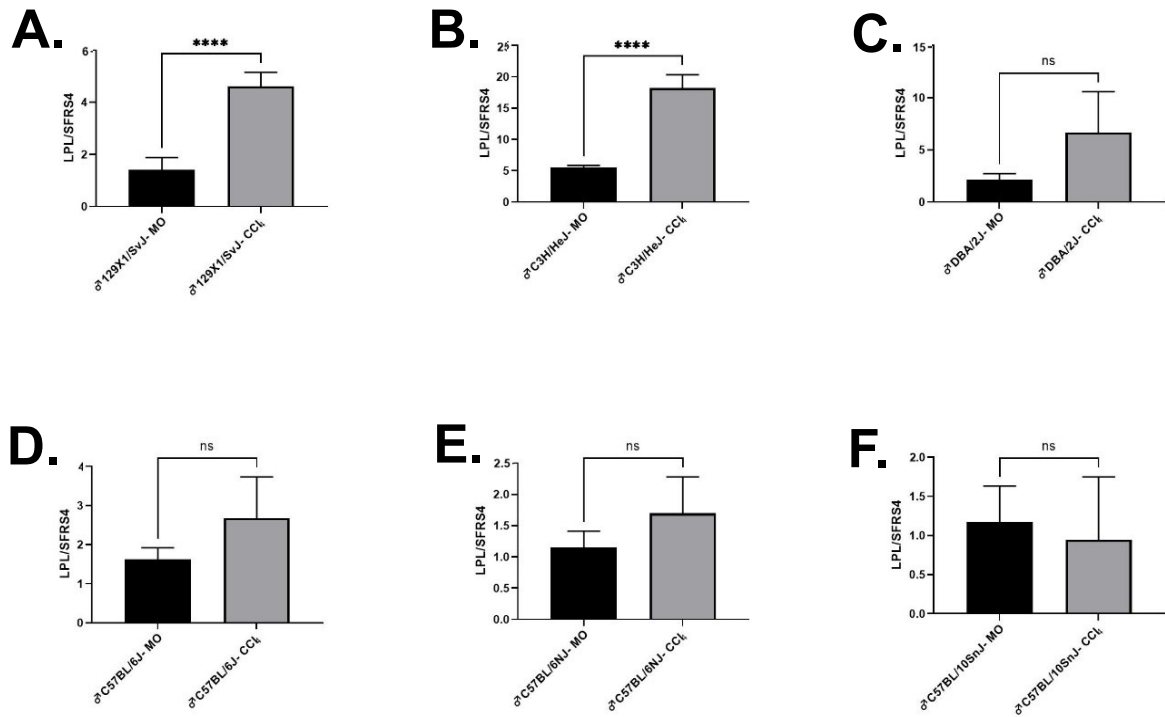 A.
****
6
4
2
0
LPL/SFRS4
♂129X1/SvJ- MO
♂129X1/SvJ- CCl₄
B.
****
25
20
15
10
5
0
LPL/SFRS4
♂C3H/HeJ- MO
♂C3H/HeJ- CCl₄
C.
ns
15
10
5
0
LPL/SFRS4
♂DBA/2J- MO
♂DBA/2J- CCl₄
D.
ns
4
3
2
1
0
LPL/SFRS4
♂C57BL/6J- MO
♂C57BL/6J- CCl₄
E.
ns
2.5
2.0
1.5
1.0
0.5
0.0
LPL/SFRS4
♂C57BL/6NJ- MO
♂C57BL/6NJ- CCl₄
F.
ns
2.0
1.5
1.0
0.5
0.0
LPL/SFRS4
♂C57BL/10SnJ- MO
♂C57BL/10SnJ- CCl₄